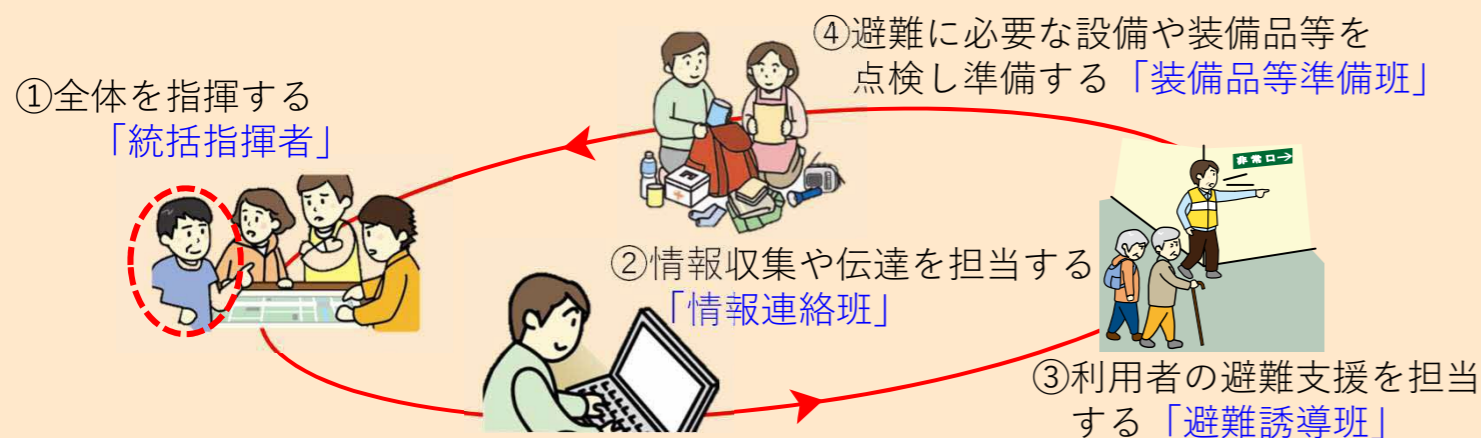 ①全体を指揮する
「統括指揮者」
②情報収集や伝達を担当する
「情報連絡班」
③利用者の避難支援を担当
する「避難誘導班」
④避難に必要な設備や装備品等を
点検し準備する「装備品等準備班」
非常口→